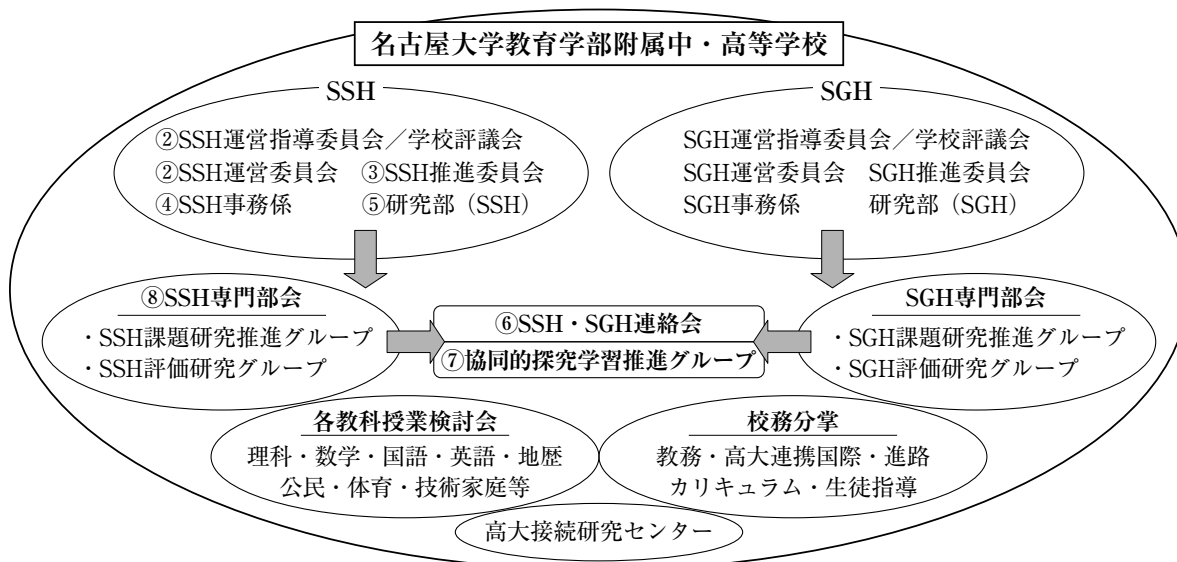 名古屋大学教育学部附属中・高等学校
SSH
②SSH運営指導委員会／学校評議会
②SSH運営委員会　③SSH推進委員会
④SSH事務係　⑤研究部（SSH）
SGH
SGH運営指導委員会／学校評議会
SGH運営委員会　SGH推進委員会
SGH事務係　研究部（SGH）
⑧SSH専門部会
・SSH課題研究推進グループ
・SSH評価研究グループ
⑥SSH・SGH連絡会
⑦協同的探究学習推進グループ
SGH専門部会
・SGH課題研究推進グループ
・SGH評価研究グループ
各教科授業検討会
理科・数学・国語・英語・地歴
公民・体育・技術家庭等
校務分掌
教務・高大連携国際・進路
カリキュラム・生徒指導
高大接続研究センター